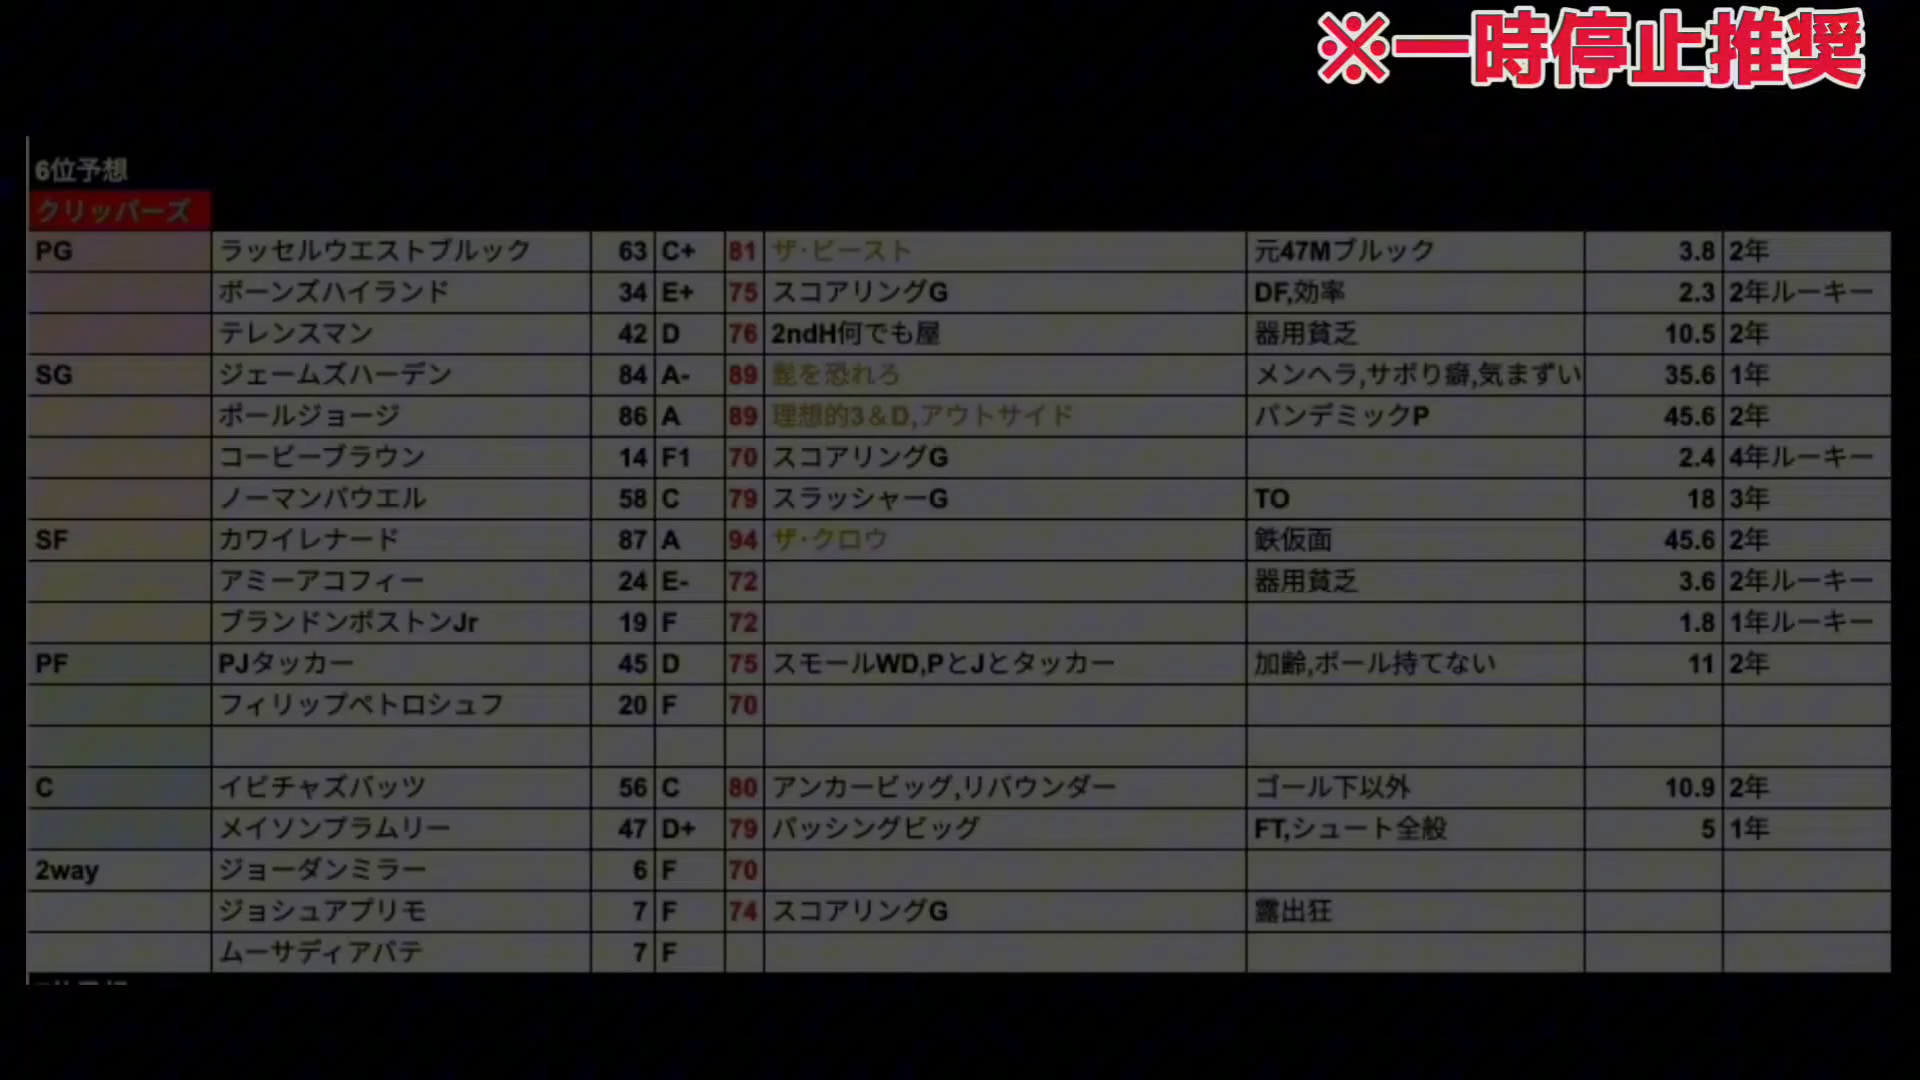 ※一時停止推奨
6位予想
クリッパーズ
PG ラッセルウエストブルック 63 C+ 81 ザ・ビースト 元47Mブルック 3.8 2年
ボーンズハイランド 34 E+ 75 スコアリングG DF,効率 2.3 2年ルーキー
テレンスマン 42 D 76 2ndH何でも屋 器用貧乏 10.5 2年
SG ジェームズハーデン 84 A- 89 髭を恐れろ メンヘラ,サボり癖,気まずい 35.6 1年
ポールジョージ 86 A 89 理想的3＆D,アウトサイド パンデミックP 45.6 2年
コービーブラウン 14 F1 70 スコアリングG 2.4 4年ルーキー
ノーマンパウエル 58 C 79 スラッシャーG TO 18 3年
SF カワイレナード 87 A 94 ザ・クロウ 鉄仮面 45.6 2年
アミーアコフィー 24 E- 72 器用貧乏 3.6 2年ルーキー
ブランドンボストンJr 19 F 72 1.8 1年ルーキー
PF PJタッカー 45 D 75 スモールWD,PとJとタッカー 加齢,ボール持てない 11 2年
フィリップペトロシュフ 20 F 70
C イビチャズバッツ 56 C 80 アンカービッグ,リバウンダー ゴール下以外 10.9 2年
メイソンプラムリー 47 D+ 79 パッシングビッグ FT,シュート全般 5 1年
2way ジョーダンミラー 6 F 70
ジョシュアプリモ 7 F 74 スコアリングG 露出狂
ムーサディアバテ 7 F